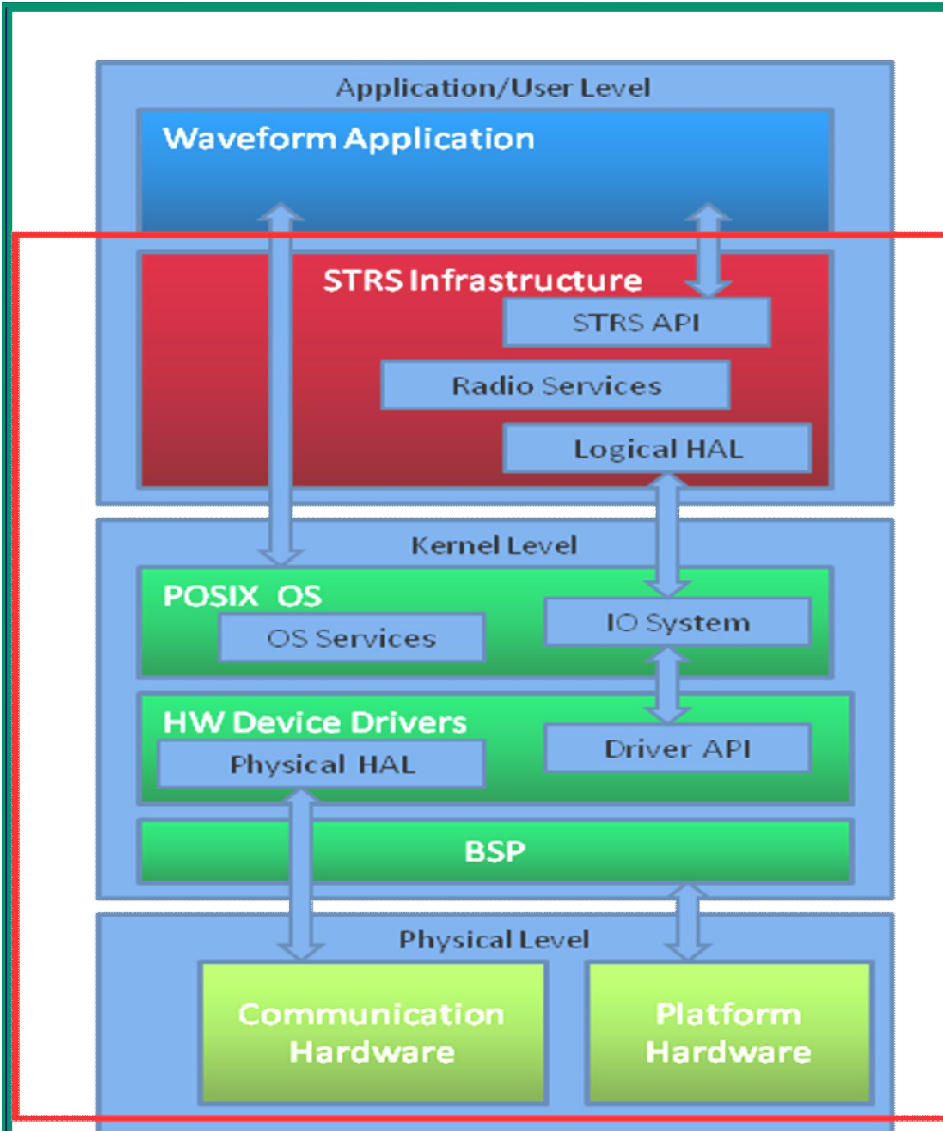 Application/User Level
Waveform Application
STRS Infrastructure
STRS API
Radio Services
Logical HAL
Kernel Level
POSIX OS
OS Services
IO System
HW Device Drivers
Physical HAL
Driver API
BSP
Physical Level
Communication
Hardware
Platform
Hardware